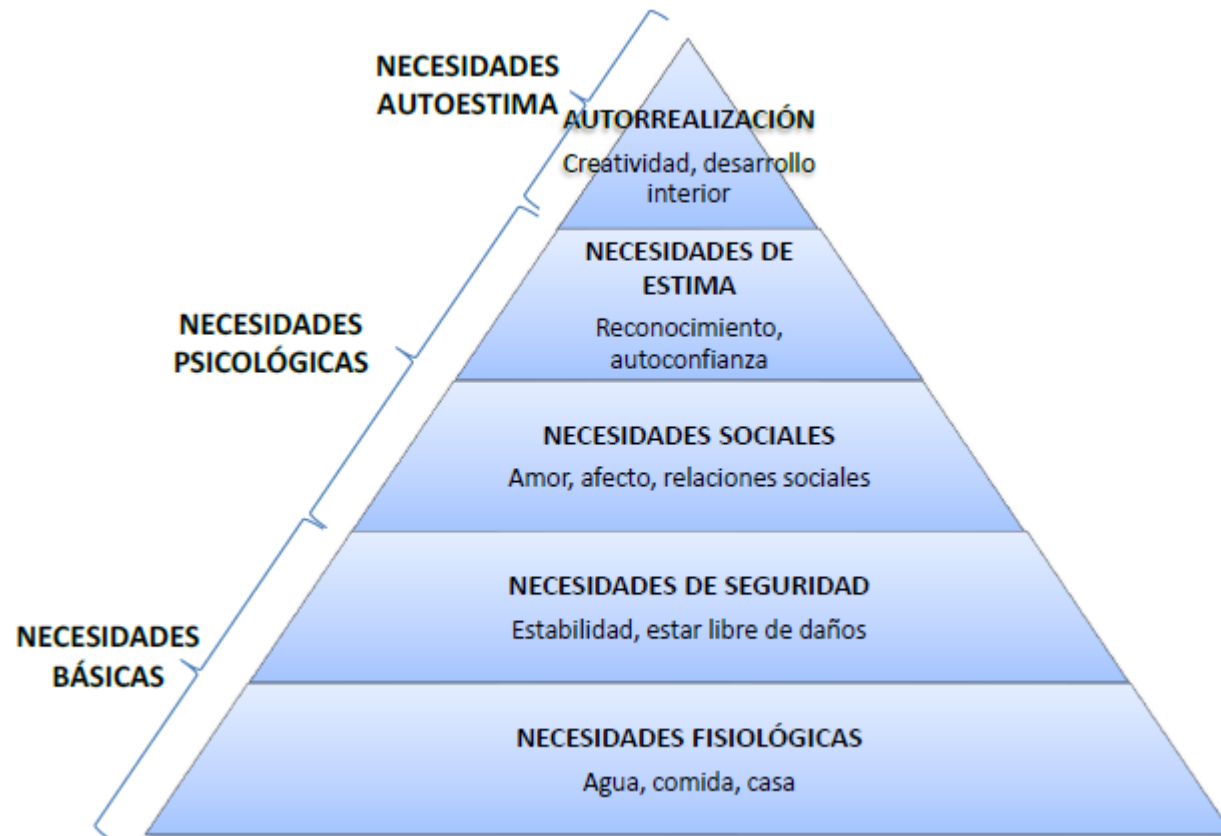 NECESIDADES
AUTOESTIMA
AUTORREALIZACIÓN
Creatividad, desarrollo
interior
NECESIDADES DE
ESTIMA
Reconocimiento,
autoconfianza
NECESIDADES
PSICOLÓGICAS
NECESIDADES SOCIALES
Amor, afecto, relaciones sociales
NECESIDADES DE SEGURIDAD
Estabilidad, estar libre de daños
NECESIDADES
BÁSICAS
NECESIDADES FISIOLÓGICAS
Agua, comida, casa